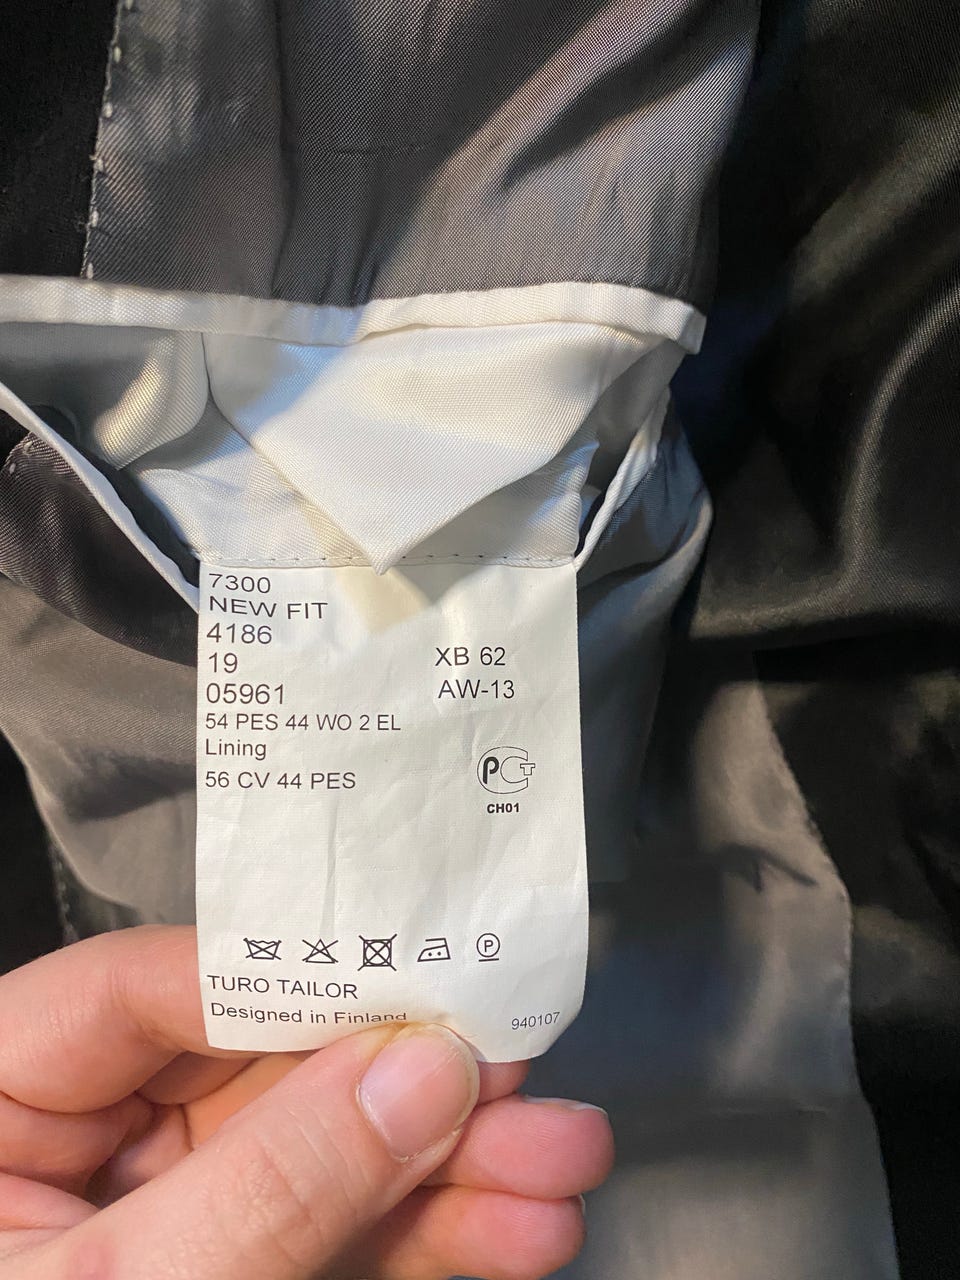 7300
NEW FIT
4186
19 XB 62
05961 AW-13
54 PES 44 WO 2 EL
Lining
56 CV 44 PES
РСТ
CH01
P
TURO TAILOR
Designed in Finland
940107